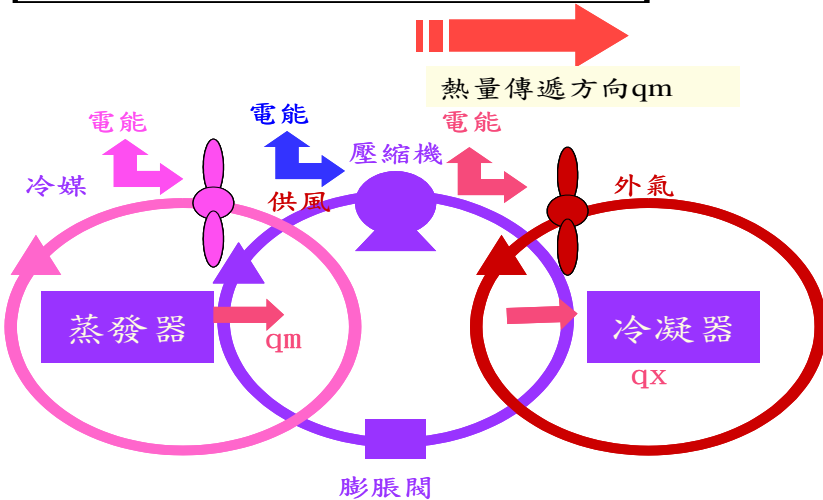 熱量傳遞方向qm
電能
電能
電能
壓縮機
冷媒
供風
外氣
蒸發器
qm
冷凝器
qx
膨脹閥